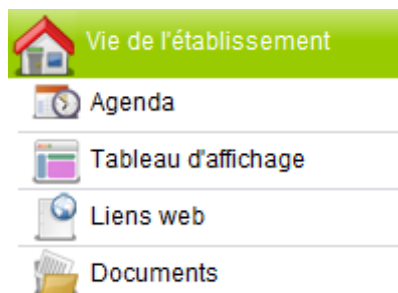 Vie de l'établissement
Agenda
Tableau d'affichage
Liens web
Documents